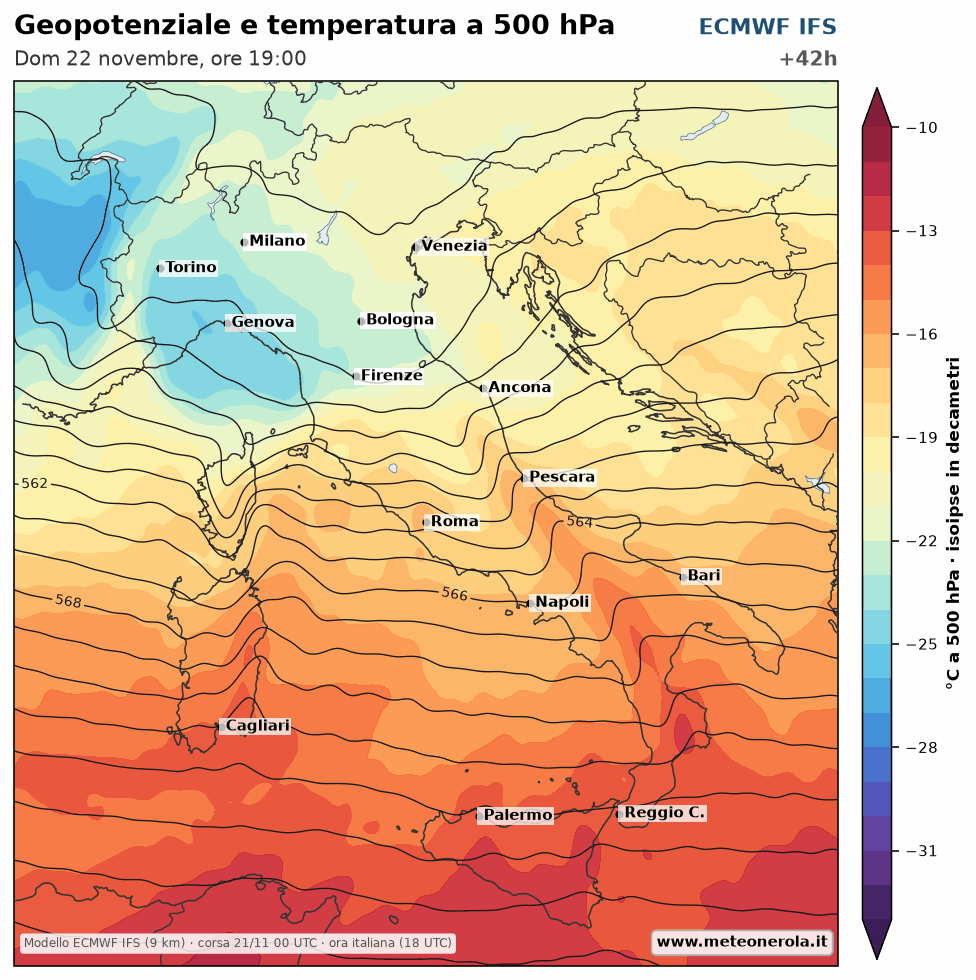 Geopotenziale e temperatura a 500 hPa
ECMWF IFS
Dom 22 novembre, ore 19:00
+42h
Milano
Venezia
Torino
Genova
Bologna
Firenze
Ancona
562
Pescara
Roma
564
Bari
568
566
Napoli
Cagliari
Palermo
Reggio C.
Modello ECMWF IFS (9 km) · corsa 21/11 00 UTC · ora italiana (18 UTC)
www.meteonerola.it
−10
−13
−16
−19
−22
−25
−28
−31
°C a 500 hPa · isoipse in decametri